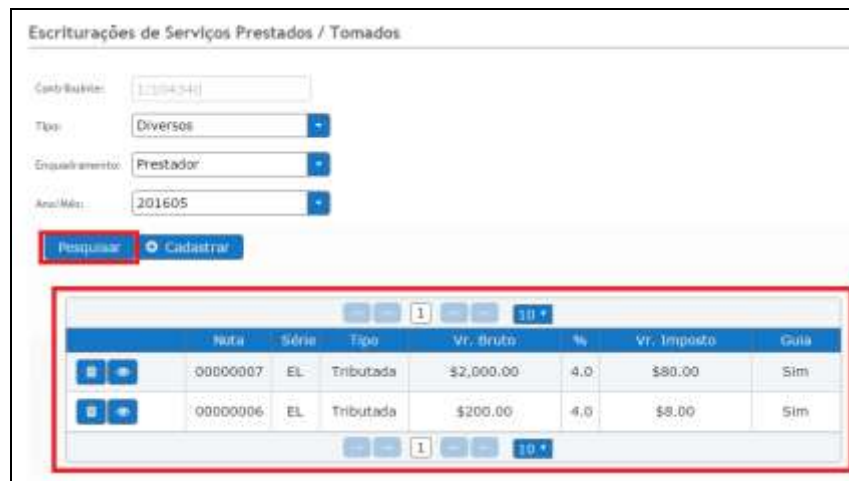 Escriturações de Serviços Prestados / Tomados
Contribuinte:
Tipo: Diversos
Enquadramento: Prestador
Ano/Mês: 201605
Pesquisar Cadastrar
1 10
Nota Série Tipo Vr. Bruto % Vr. Imposto Guia
00000007 EL Tributada $2,000.00 4.0 $80.00 Sim
00000006 EL Tributada $200.00 4.0 $8.00 Sim
1 10